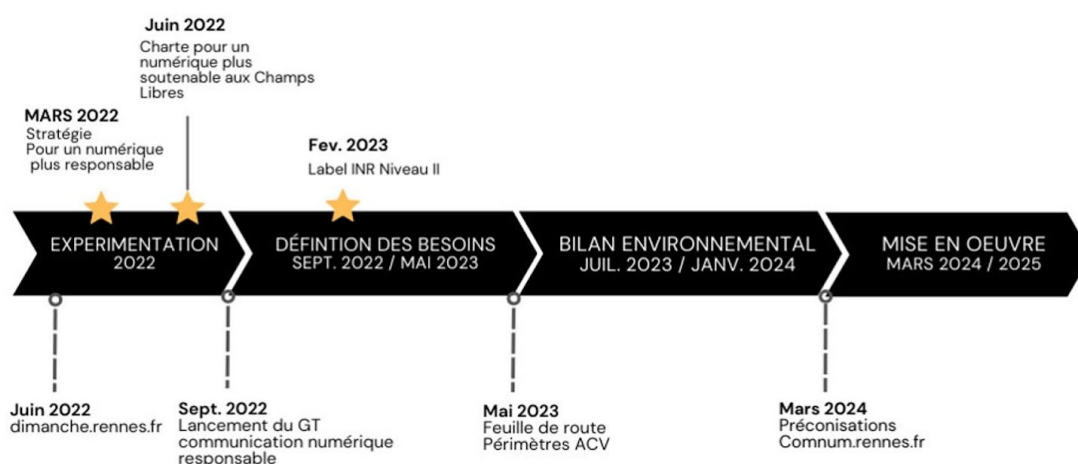 Juin 2022
Charte pour un
numérique plus
soutenable aux Champs
Libres
MARS 2022
Stratégie
Pour un numérique
plus responsable
Fev. 2023
Label INR Niveau II
EXPERIMENTATION
2022
DÉFINTION DES BESOINS
SEPT. 2022 / MAI 2023
BILAN ENVIRONNEMENTAL
JUIL. 2023 / JANV. 2024
MISE EN OEUVRE
MARS 2024 / 2025
Juin 2022
dimanche.rennes.fr
Sept. 2022
Lancement du GT
communication numérique
responsable
Mai 2023
Feuille de route
Périmètres ACV
Mars 2024
Préconisations
Comnum.rennes.fr